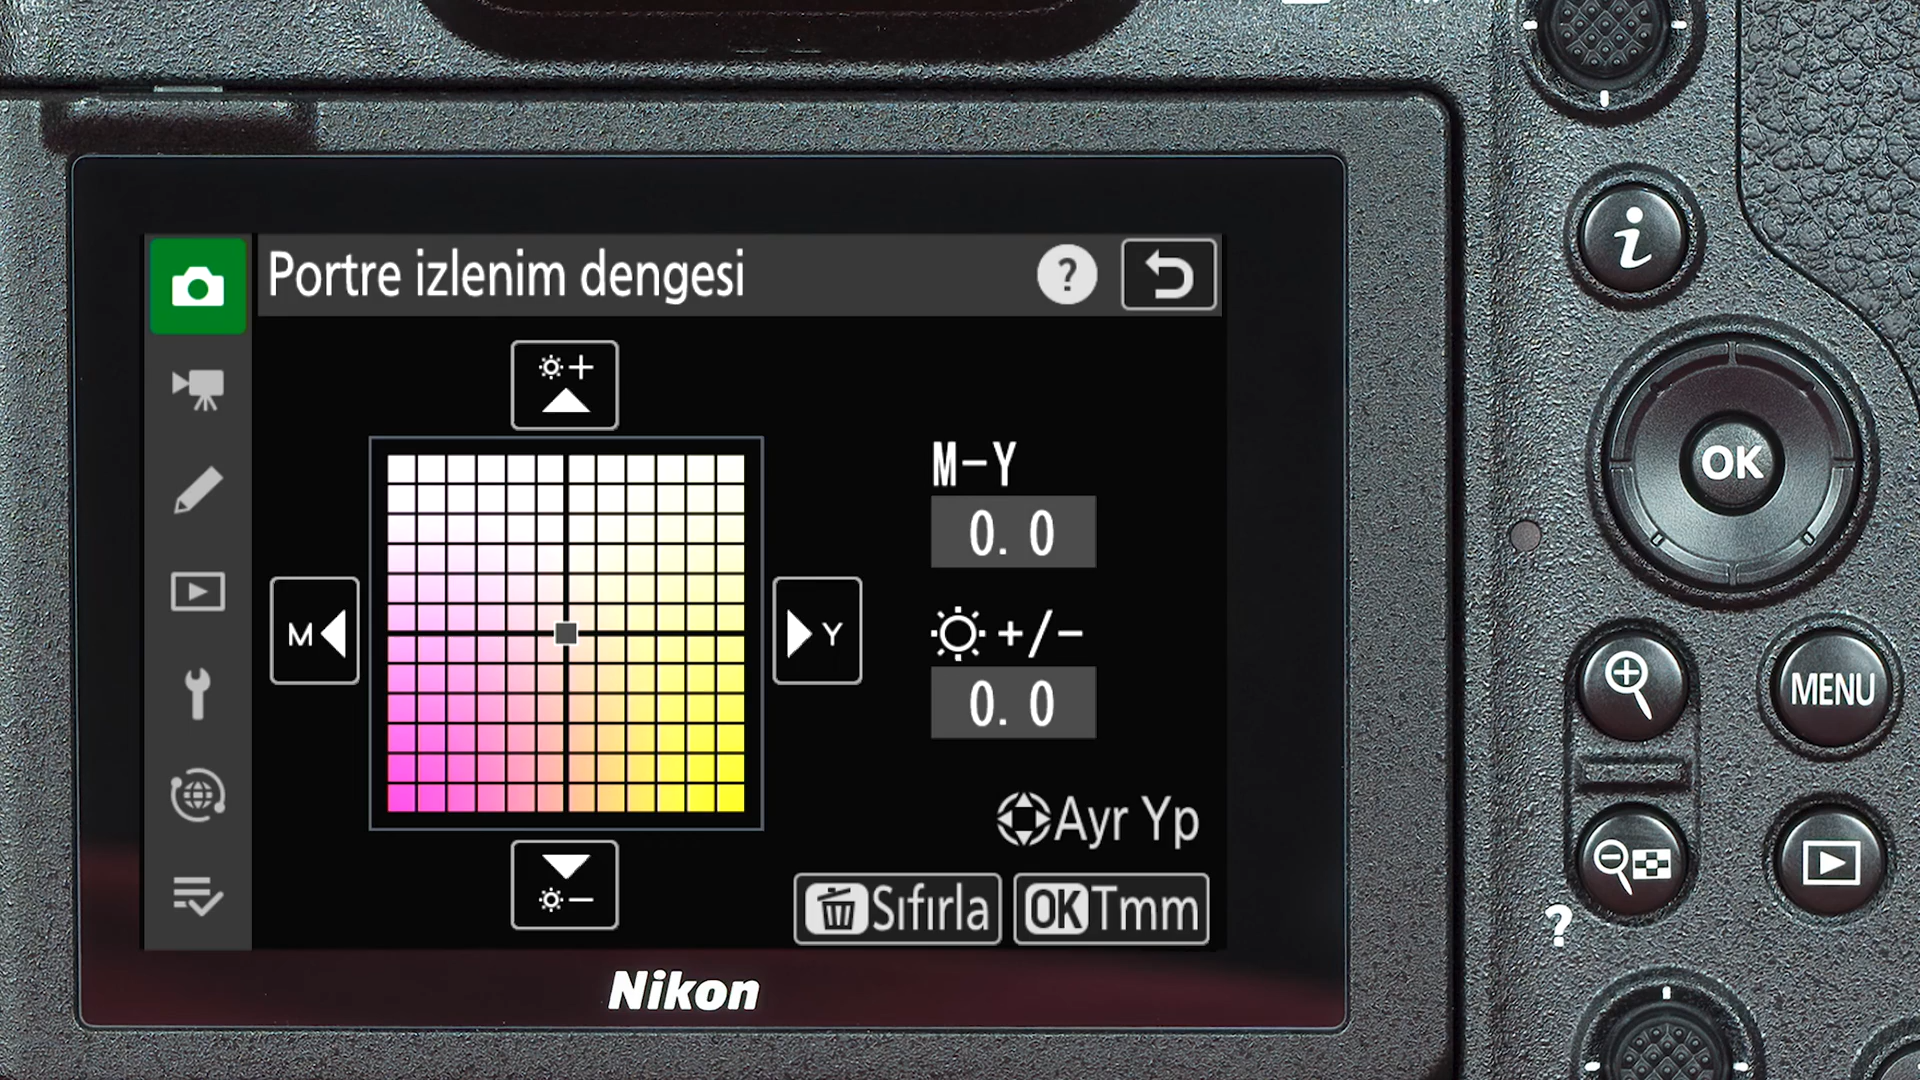 Portre izlenim dengesi ?
+
M
Y
−
M−Y
0. 0
+/−
0. 0
Ayr Yp
Sıfırla OK Tmm
Nikon
i
OK
MENU
?